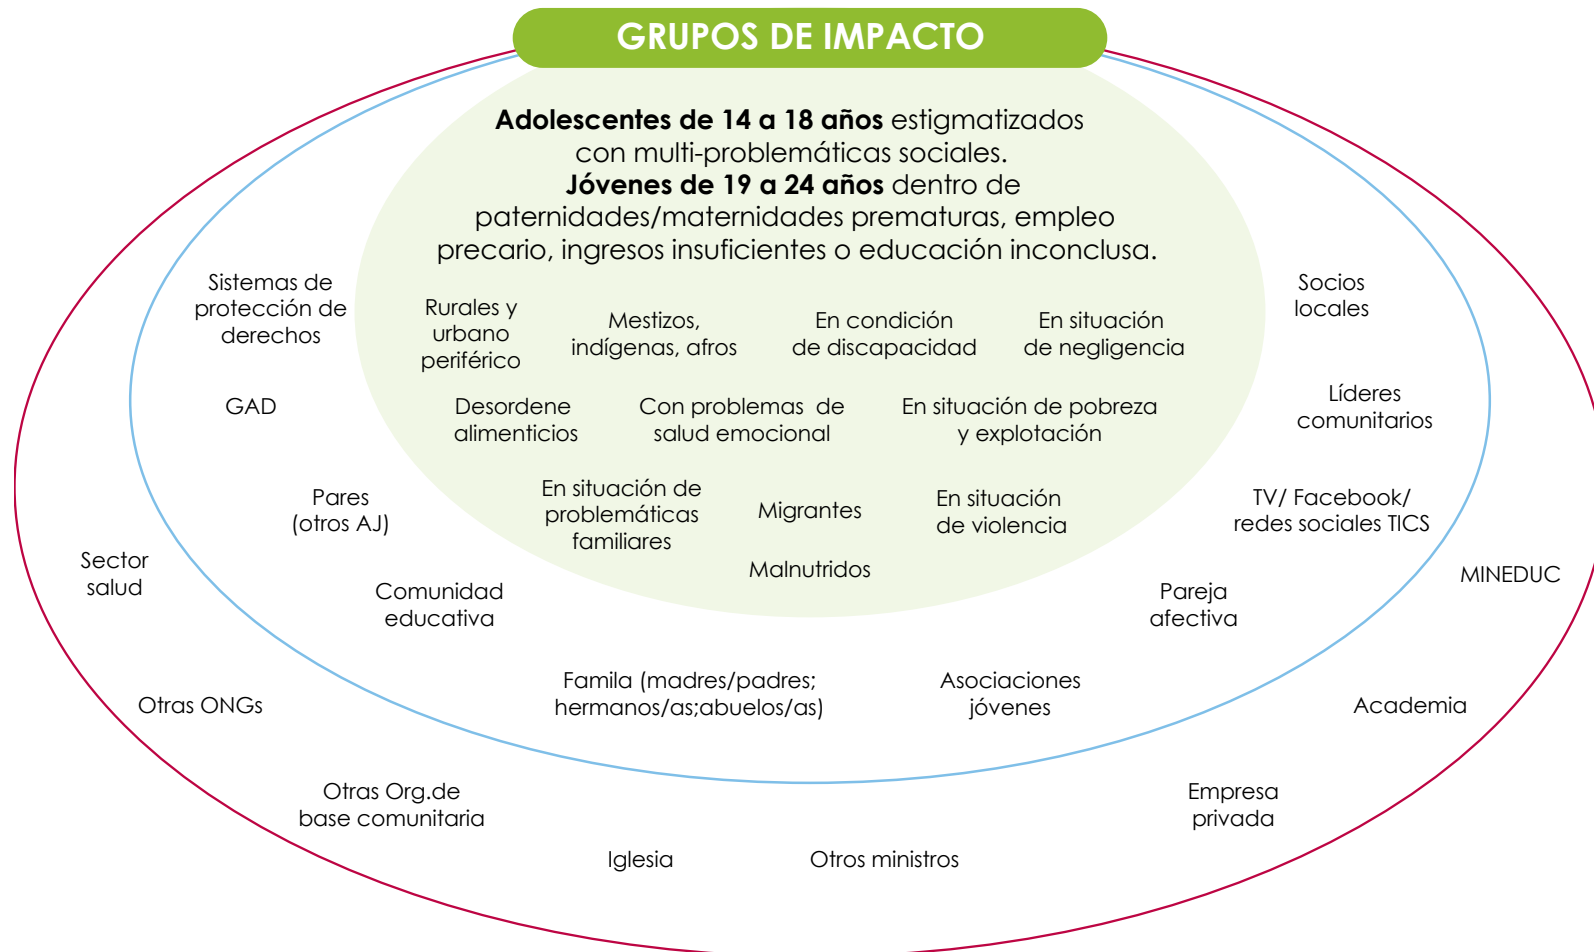 GRUPOS DE IMPACTO
Adolescentes de 14 a 18 años estigmatizados
con multi-problemáticas sociales.
Jóvenes de 19 a 24 años dentro de
paternidades/maternidades prematuras, empleo
precario, ingresos insuficientes o educación inconclusa.
Sistemas de
protección de
derechos
Rurales y
urbano
periférico
Mestizos,
indígenas, afros
En condición
de discapacidad
En situación
de negligencia
Socios
locales
GAD
Desordene
alimenticios
Con problemas de
salud emocional
En situación de pobreza
y explotación
Líderes
comunitarios
Pares
(otros AJ)
En situación de
problemáticas
familiares
Migrantes
En situación
de violencia
TV/ Facebook/
redes sociales TICS
Sector
salud
Comunidad
educativa
Malnutridos
Pareja
afectiva
MINEDUC
Otras ONGs
Famila (madres/padres;
hermanos/as;abuelos/as)
Asociaciones
jóvenes
Academia
Otras Org.de
base comunitaria
Iglesia
Otros ministros
Empresa
privada